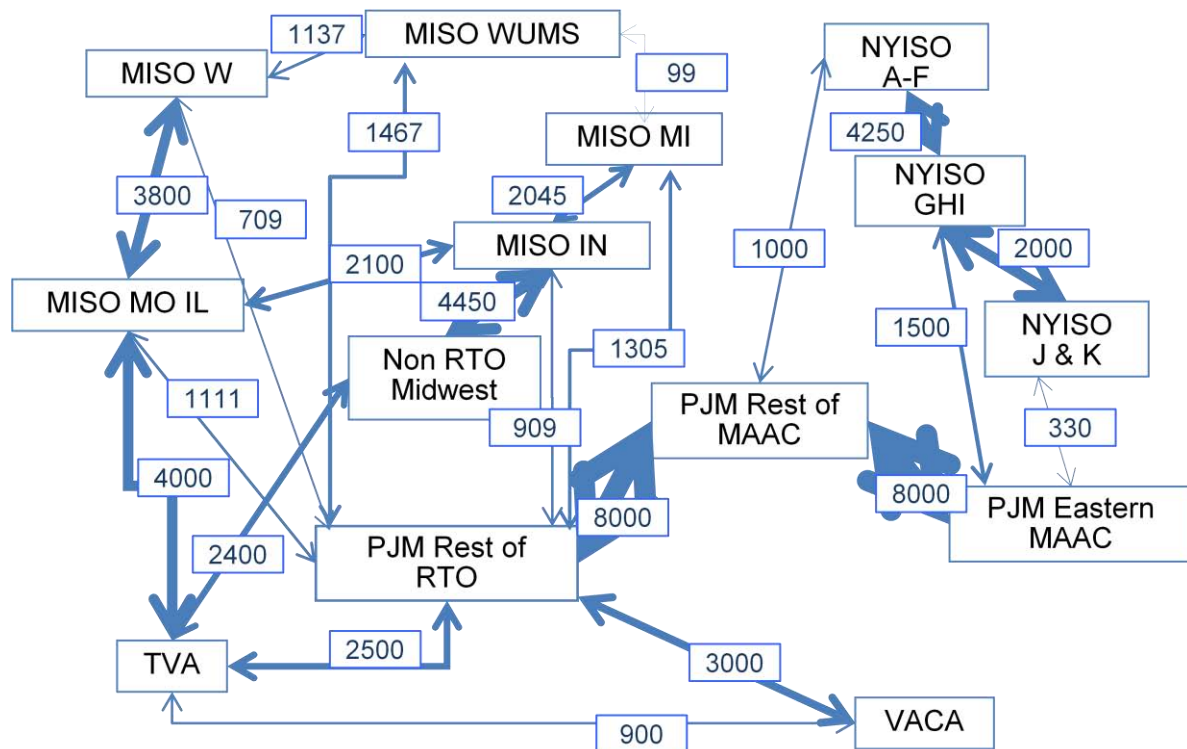 1137
MISO WUMS
NYISO
A-F
MISO W
99
1467
MISO MI
4250
NYISO
GHI
3800
2045
709
MISO IN
1000
2000
2100
MISO MO IL
4450
NYISO
J & K
1500
1305
Non RTO
Midwest
1111
PJM Rest of
MAAC
909
330
4000
8000
8000
PJM Eastern
MAAC
2400
PJM Rest of
RTO
2500
TVA
3000
900
VACA